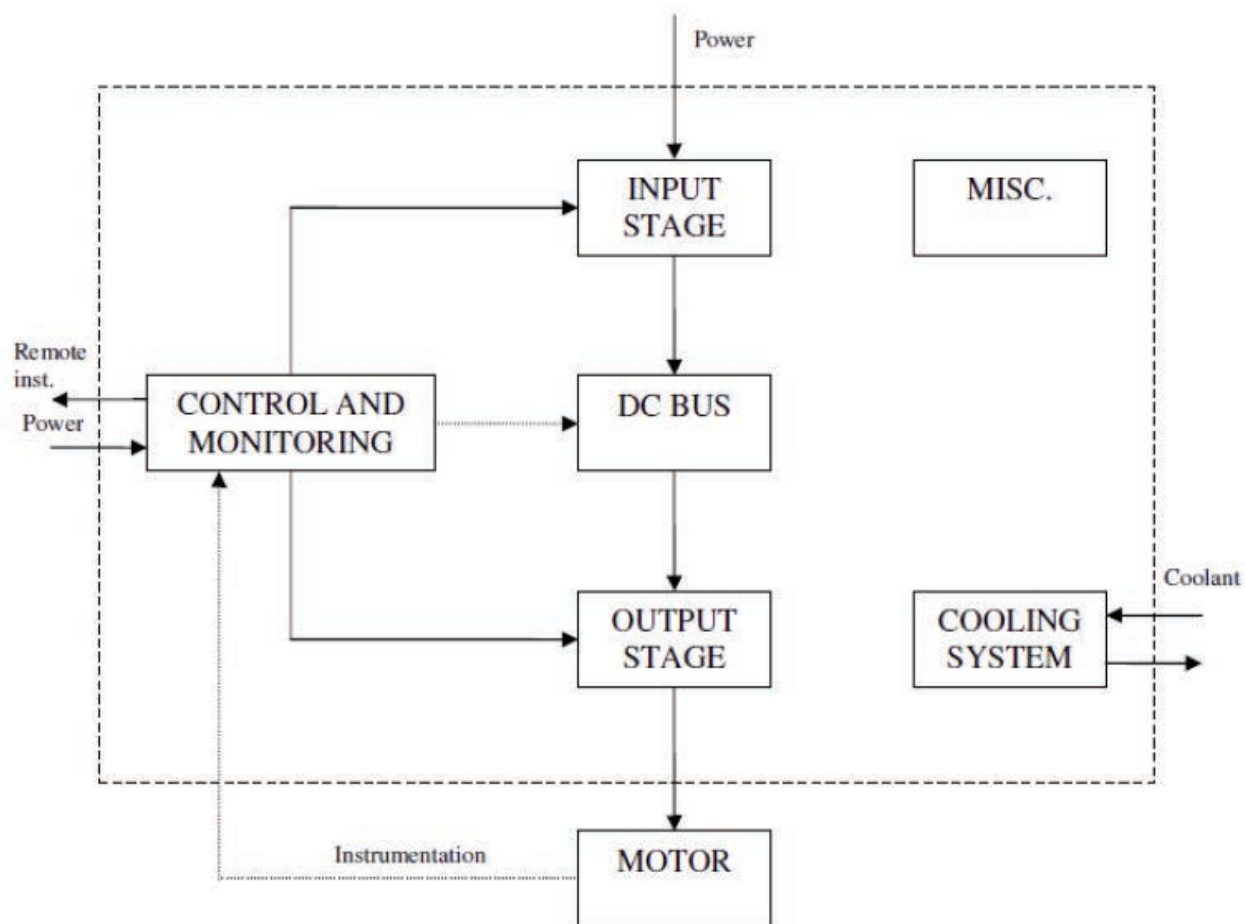 Power
INPUT
STAGE
MISC.
Remote
inst.
Power
CONTROL AND
MONITORING
DC BUS
OUTPUT
STAGE
Coolant
COOLING
SYSTEM
Instrumentation
MOTOR